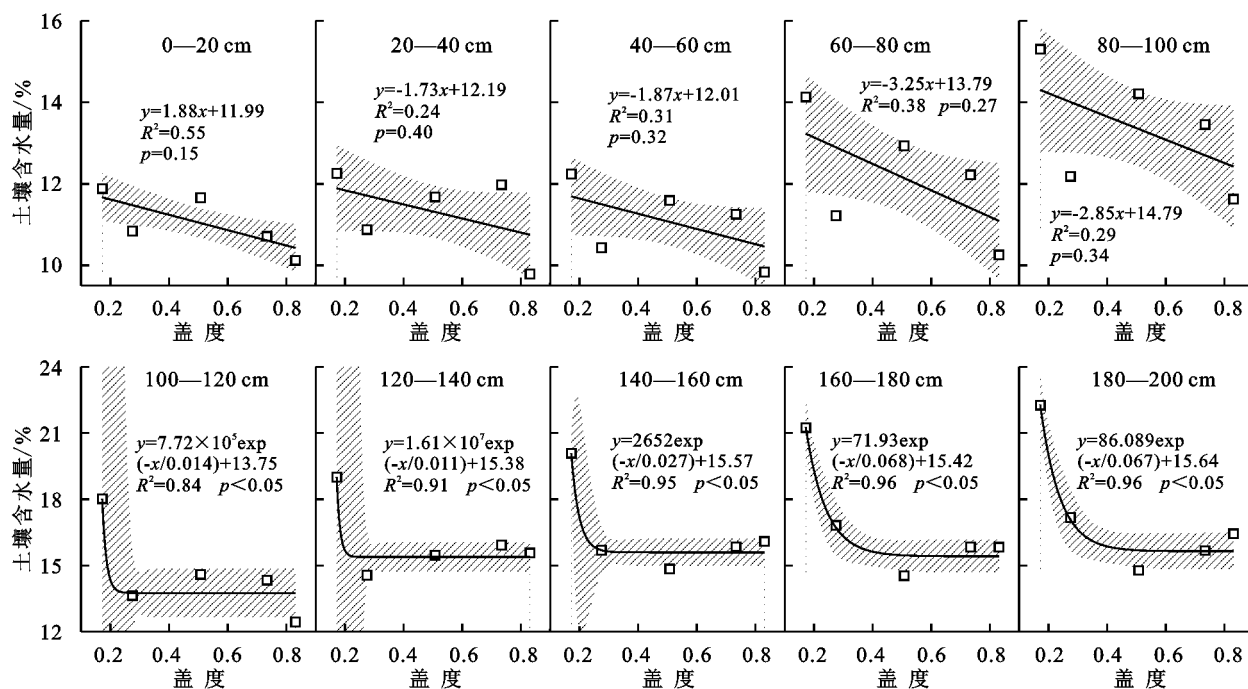 16
14
12
10
土壤含水量/%
0—20 cm
y=1.88x+11.99
R²=0.55
p=0.15
0.2 0.4 0.6 0.8
盖 度
20—40 cm
y=-1.73x+12.19
R²=0.24
p=0.40
0.2 0.4 0.6 0.8
盖 度
40—60 cm
y=-1.87x+12.01
R²=0.31
p=0.32
0.2 0.4 0.6 0.8
盖 度
60—80 cm
y=-3.25x+13.79
R²=0.38 p=0.27
0.2 0.4 0.6 0.8
盖 度
80—100 cm
y=-2.85x+14.79
R²=0.29
p=0.34
0.2 0.4 0.6 0.8
盖 度
24
21
18
15
12
土壤含水量/%
100—120 cm
y=7.72×10⁵exp
(-x/0.014)+13.75
R²=0.84 p<0.05
0.2 0.4 0.6 0.8
盖 度
120—140 cm
y=1.61×10⁷exp
(-x/0.011)+15.38
R²=0.91 p<0.05
0.2 0.4 0.6 0.8
盖 度
140—160 cm
y=2652exp
(-x/0.027)+15.57
R²=0.95 p<0.05
0.2 0.4 0.6 0.8
盖 度
160—180 cm
y=71.93exp
(-x/0.068)+15.42
R²=0.96 p<0.05
0.2 0.4 0.6 0.8
盖 度
180—200 cm
y=86.089exp
(-x/0.067)+15.64
R²=0.96 p<0.05
0.2 0.4 0.6 0.8
盖 度